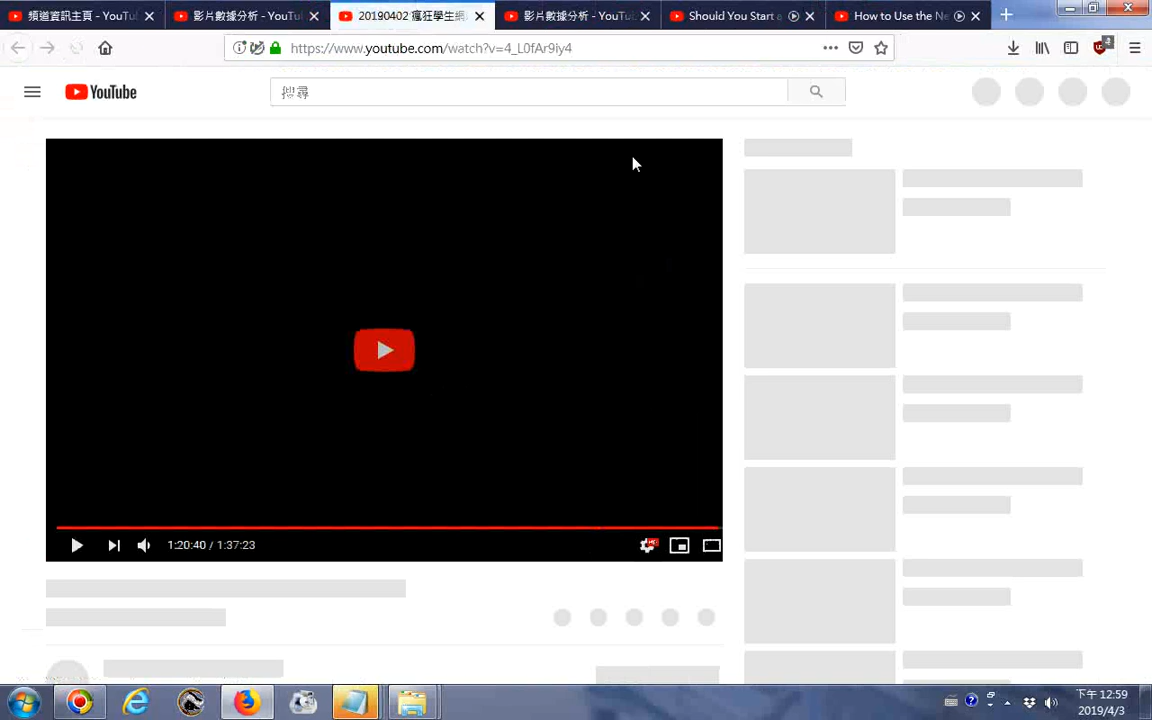 頻道資訊主頁 - YouTu
影片數據分析 - YouTu
20190402 瘋狂學生網
影片數據分析 - YouTu
Should You Start a
How to Use the Ne
https://www.youtube.com/watch?v=4_L0fAr9iy4
YouTube
搜尋
1:20:40 / 1:37:23
HD
下午 12:59
2019/4/3